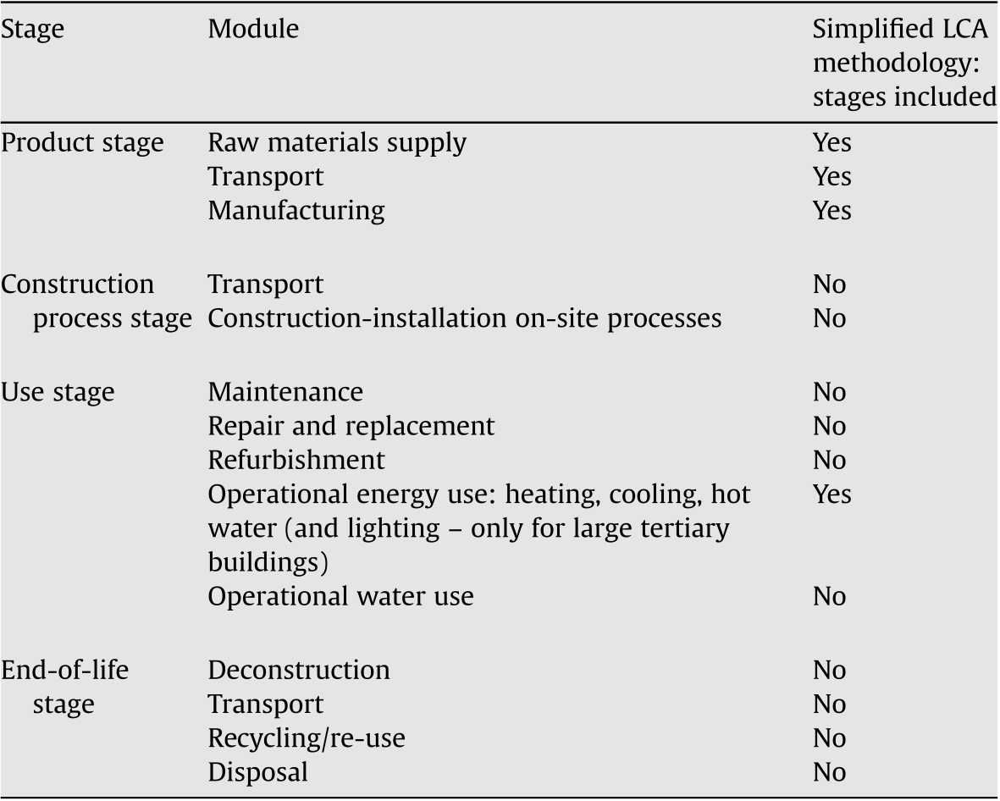 Stage Module Simplified LCA
methodology:
stages included
Product stage Raw materials supply Yes
Transport Yes
Manufacturing Yes
Construction Transport No
process stage Construction-installation on-site processes No
Use stage Maintenance No
Repair and replacement No
Refurbishment No
Operational energy use: heating, cooling, hot Yes
water (and lighting – only for large tertiary
buildings)
Operational water use No
End-of-life Deconstruction No
stage Transport No
Recycling/re-use No
Disposal No